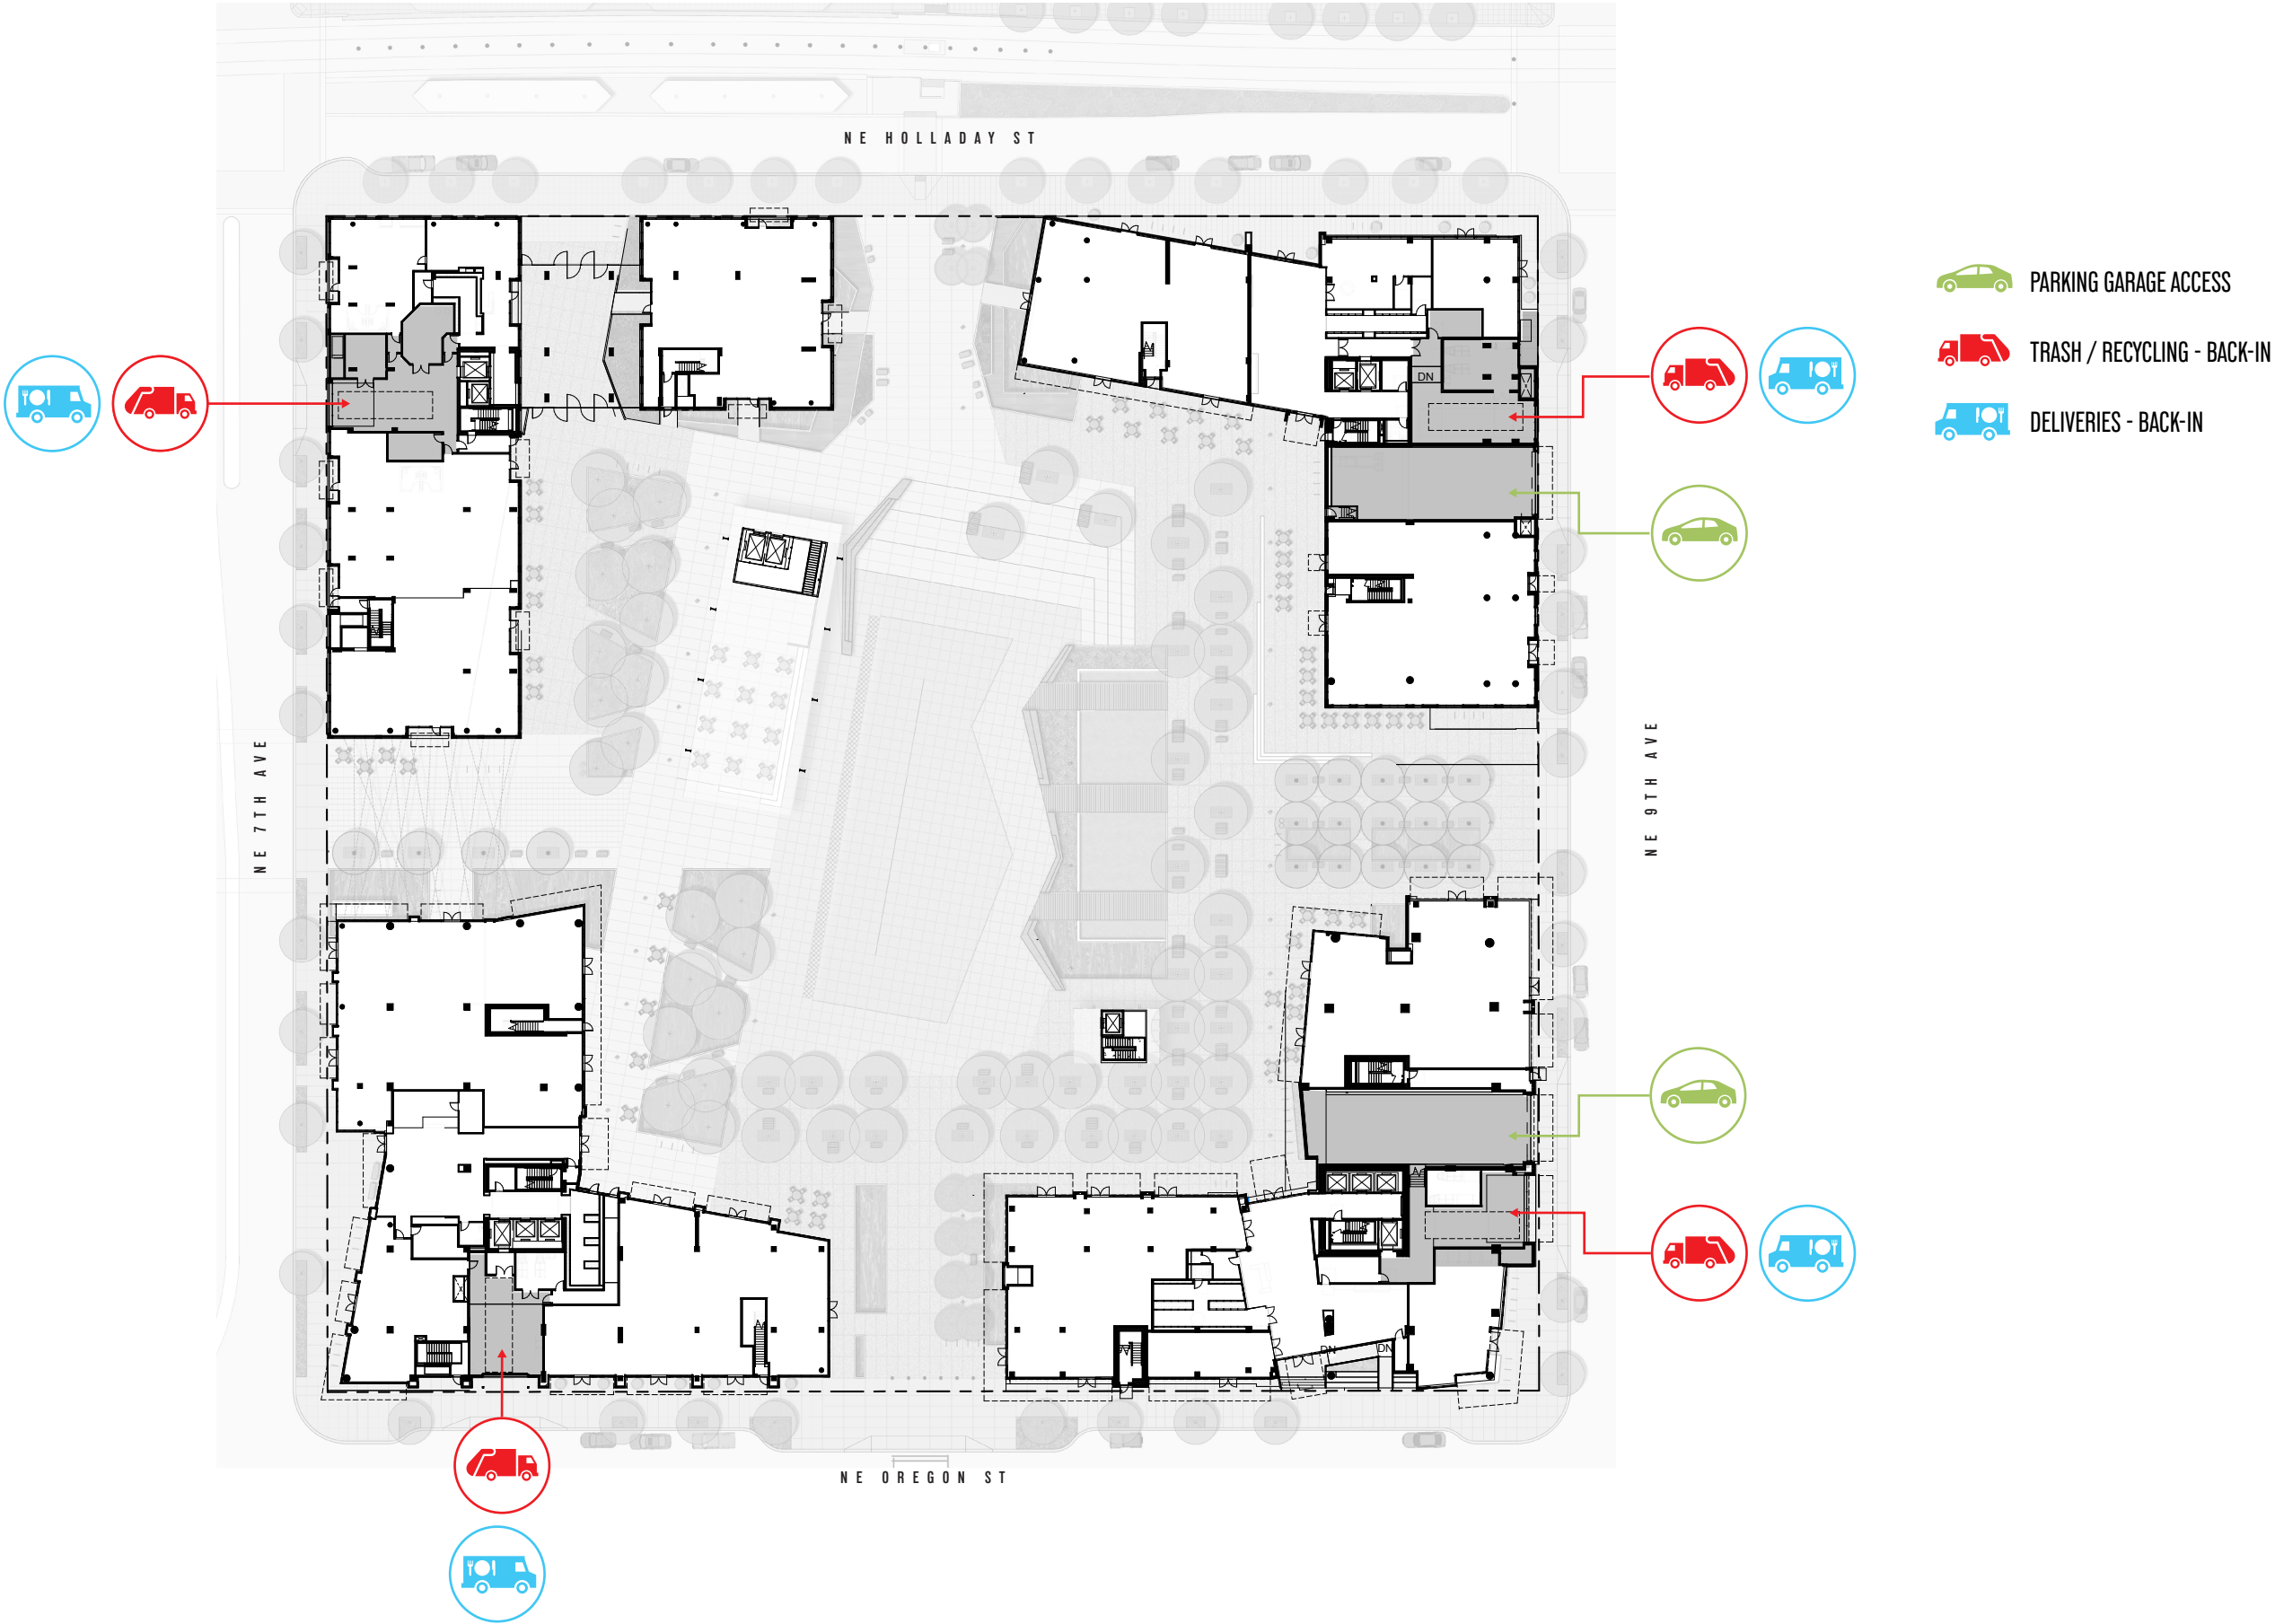 NE HOLLADAY ST
PARKING GARAGE ACCESS
TRASH / RECYCLING - BACK-IN
DELIVERIES - BACK-IN
DN
NE 7TH AVE
NE 9TH AVE
DN
DN
NE OREGON ST